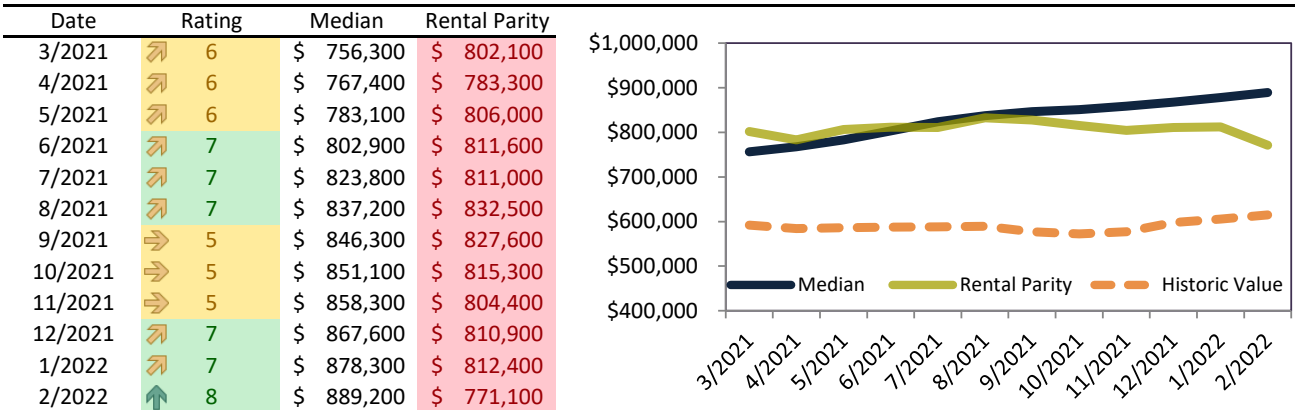 Date Rating Median Rental Parity
3/2021 6 $ 756,300 $ 802,100
4/2021 6 $ 767,400 $ 783,300
5/2021 6 $ 783,100 $ 806,000
6/2021 7 $ 802,900 $ 811,600
7/2021 7 $ 823,800 $ 811,000
8/2021 7 $ 837,200 $ 832,500
9/2021 5 $ 846,300 $ 827,600
10/2021 5 $ 851,100 $ 815,300
11/2021 5 $ 858,300 $ 804,400
12/2021 7 $ 867,600 $ 810,900
1/2022 7 $ 878,300 $ 812,400
2/2022 8 $ 889,200 $ 771,100
$1,000,000
$900,000
$800,000
$700,000
$600,000
$500,000
$400,000
Median Rental Parity Historic Value
3/2021 4/2021 5/2021 6/2021 7/2021 8/2021 9/2021 10/2021 11/2021 12/2021 1/2022 2/2022